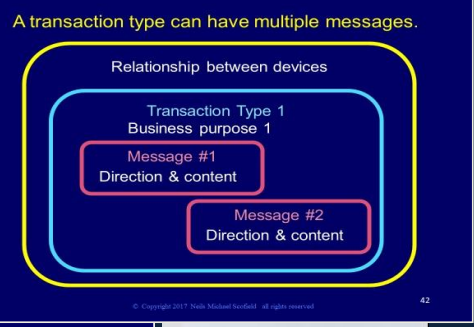 A transaction type can have multiple messages.
Relationship between devices
Transaction Type 1
Business purpose 1
Message #1
Direction & content
Message #2
Direction & content
© Copyright 2017 Neils Michael Scofield all rights reserved
42